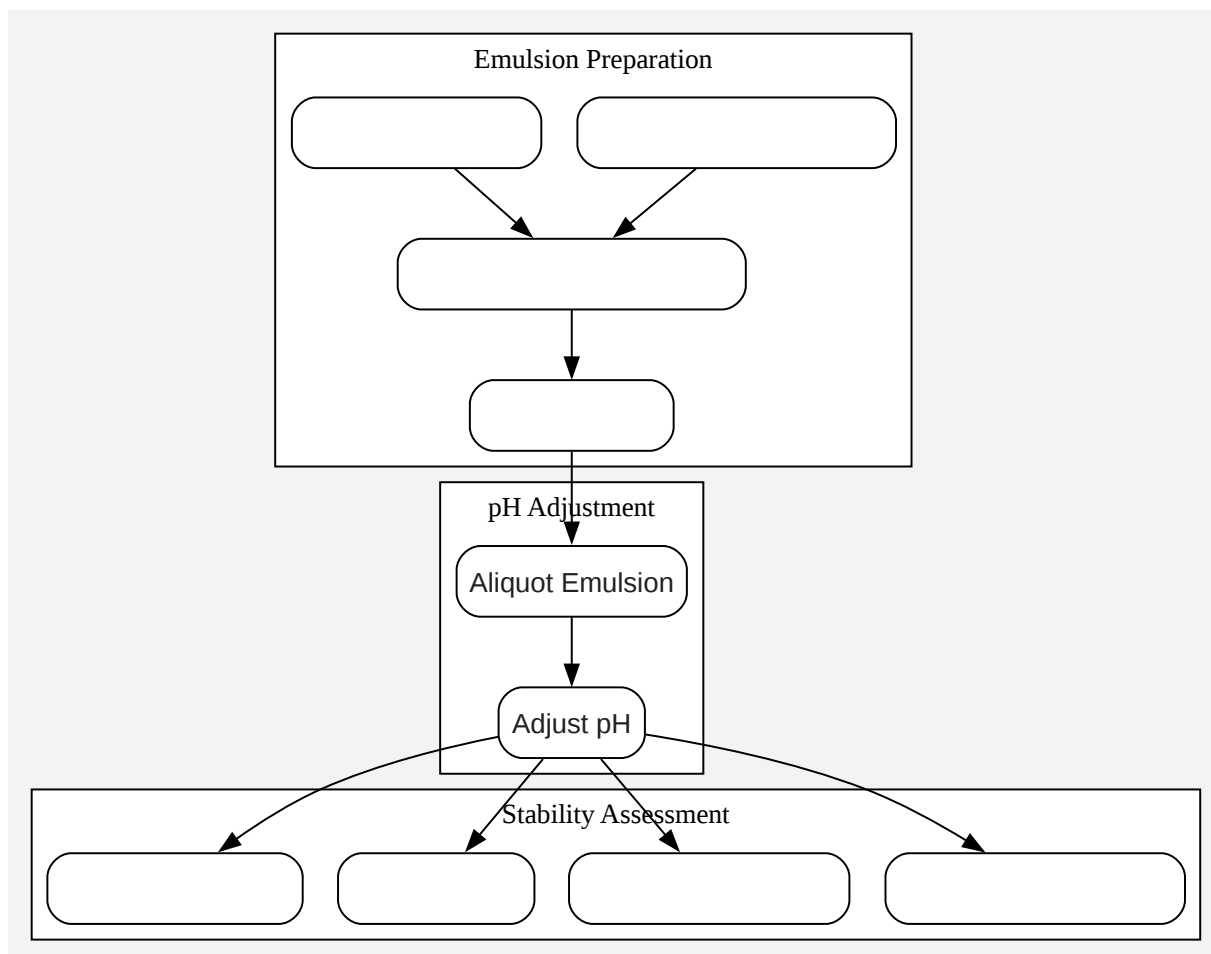 Emulsion Preparation
pH Adjustment
Aliquot Emulsion
Adjust pH
Stability Assessment